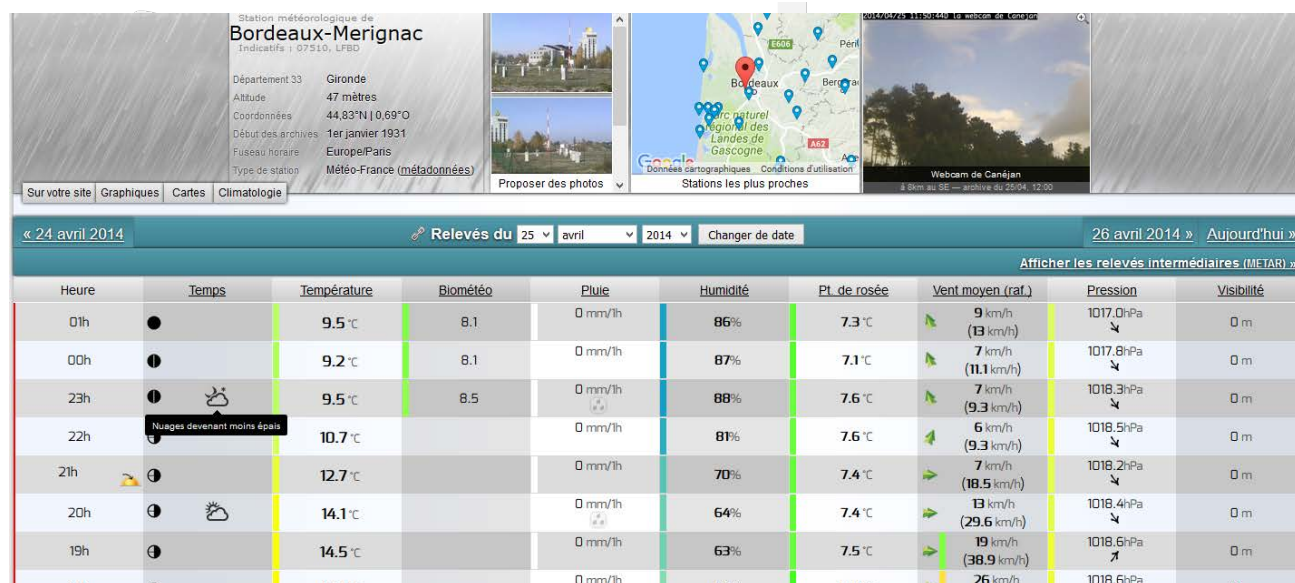 Station météorologique de
Bordeaux-Merignac
Indicatifs : 07510, LFBD
Département 33 Gironde
Altitude 47 mètres
Coordonnées 44,83°N | 0,69°O
Début des archives 1er janvier 1931
Fuseau horaire Europe/Paris
Type de station Météo-France (métadonnées)
Proposer des photos
E606
Bordeaux
Parc naturel
régional des
Landes de
Gascogne
A62
Google
Données cartographiques Conditions d'utilisation
Stations les plus proches
2014/04/25 11:50:44D la webcam de Canejan
Webcam de Canéjan
à 8km au SE — archive du 25/04, 12:00
Sur votre site Graphiques Cartes Climatologie
« 24 avril 2014 Relevés du 25 avril 2014 Changer de date 26 avril 2014 » Aujourd'hui »
Afficher les relevés intermédiaires (METAR) »
Heure Temps Température Biométéo Pluie Humidité Pt. de rosée Vent moyen (raf.) Pression Visibilité
01h 9.5 °C 8.1 0 mm/1h 86% 7.3 °C 9 km/h (13 km/h) 1017.0hPa 0 m
00h 9.2 °C 8.1 0 mm/1h 87% 7.1 °C 7 km/h (11.1 km/h) 1017.8hPa 0 m
23h 9.5 °C 8.5 0 mm/1h 88% 7.6 °C 7 km/h (9.3 km/h) 1018.3hPa 0 m
Nuages devenant moins épais
22h 10.7 °C 0 mm/1h 81% 7.6 °C 6 km/h (9.3 km/h) 1018.5hPa 0 m
21h 12.7 °C 0 mm/1h 70% 7.4 °C 7 km/h (18.5 km/h) 1018.2hPa 0 m
20h 14.1 °C 0 mm/1h 64% 7.4 °C 13 km/h (29.6 km/h) 1018.4hPa 0 m
19h 14.5 °C 0 mm/1h 63% 7.5 °C 19 km/h (38.9 km/h) 1018.6hPa 0 m
0 mm/1h 26 km/h 1018.6hPa